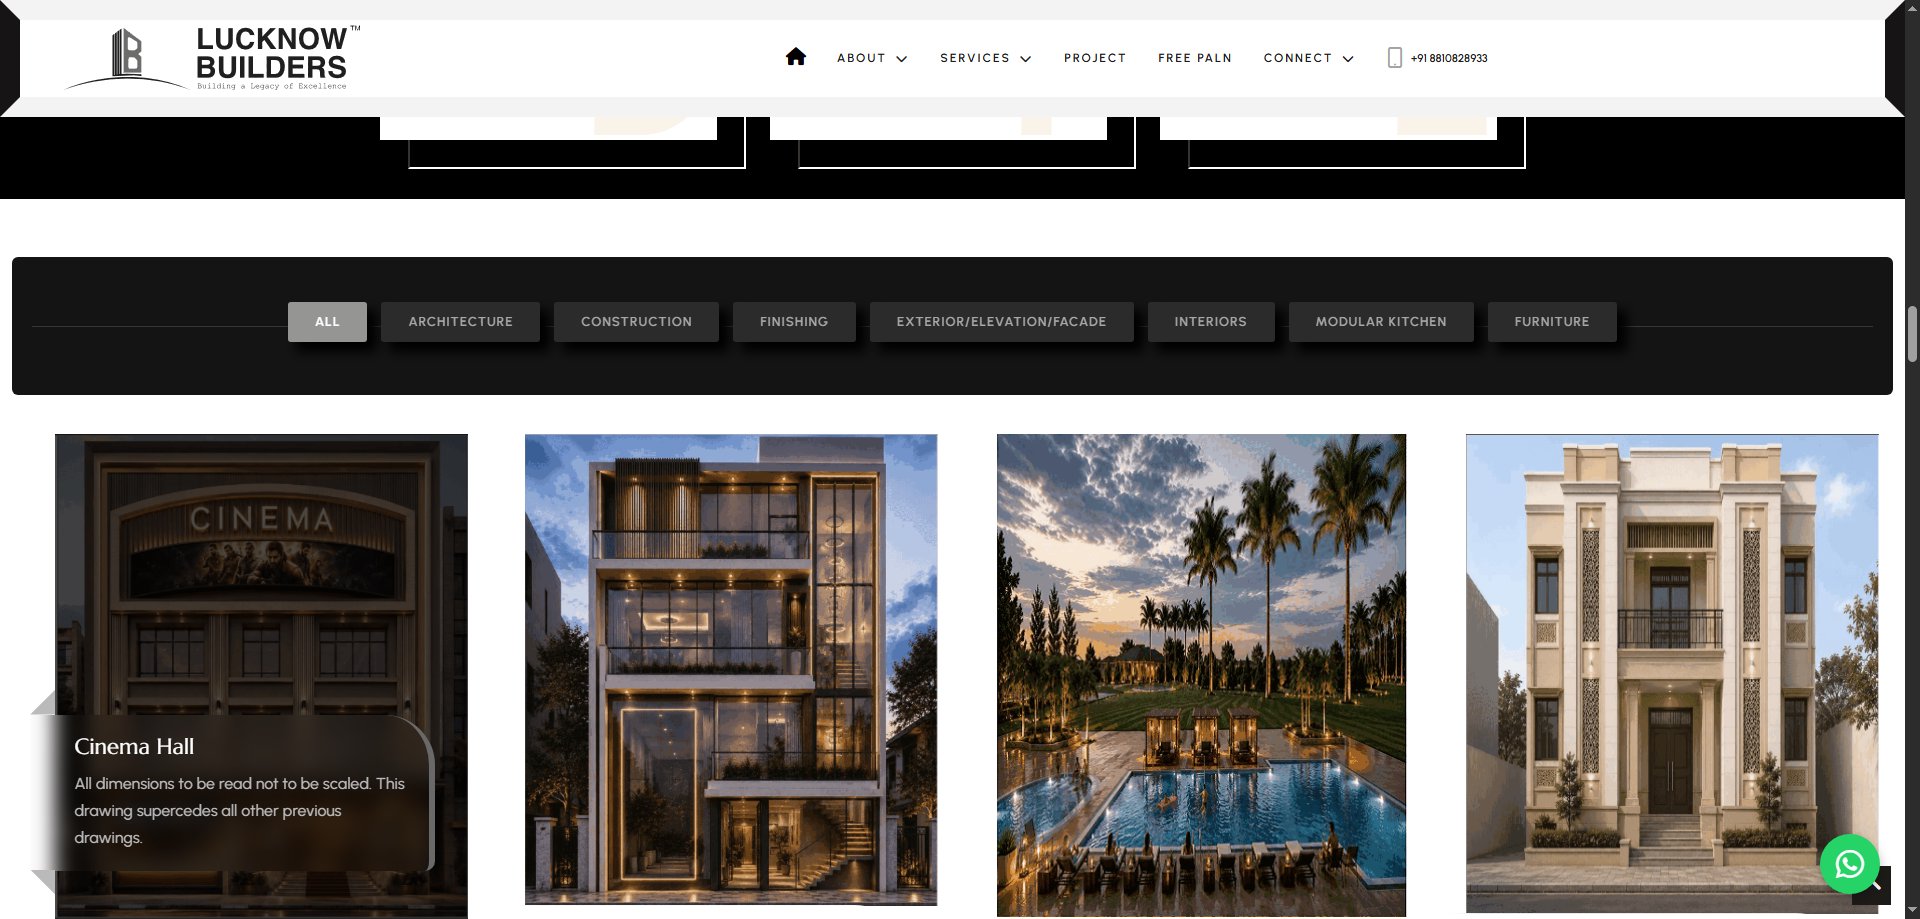 LUCKNOW™
BUILDERS
Building a Legacy of Excellence
ABOUT
SERVICES
PROJECT
FREE PALN
CONNECT
+91 8810828933
ALL
ARCHITECTURE
CONSTRUCTION
FINISHING
EXTERIOR/ELEVATION/FACADE
INTERIORS
MODULAR KITCHEN
FURNITURE
CINEMA
Cinema Hall
All dimensions to be read not to be scaled. This
drawing supercedes all other previous
drawings.